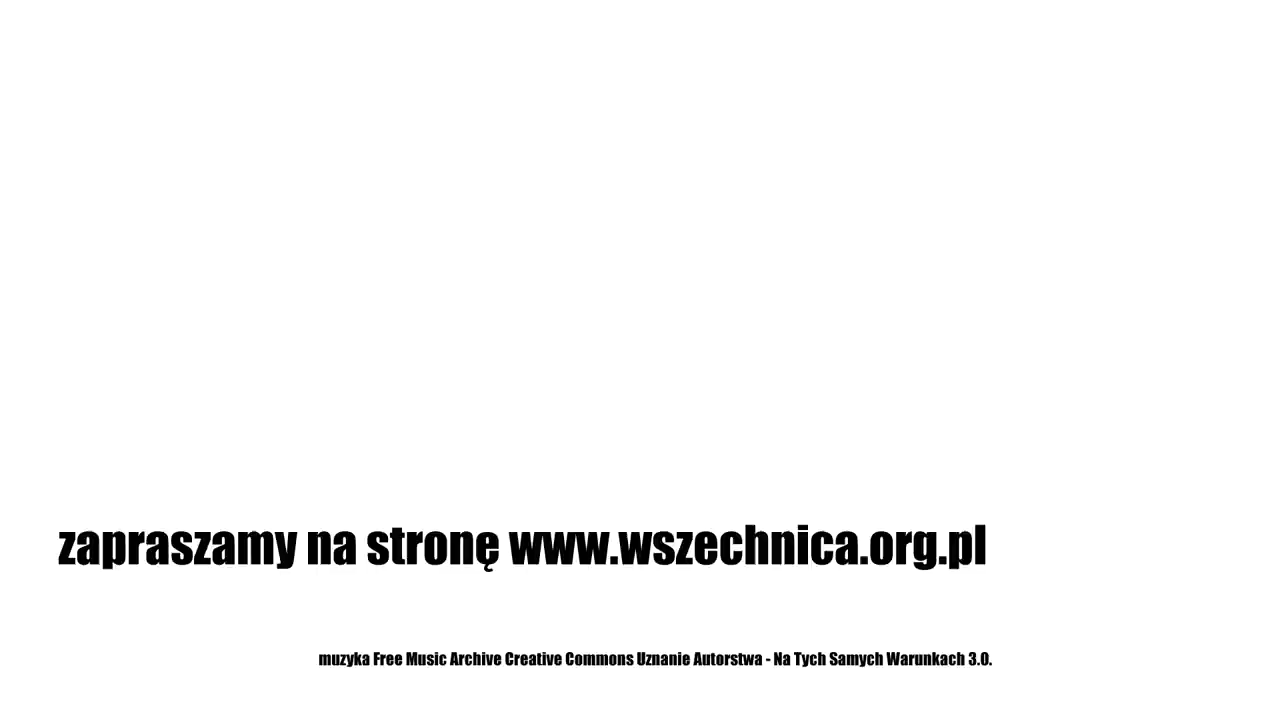 zapraszamy na stronę www.wszechnica.org.pl
muzyka Free Music Archive Creative Commons Uznanie Autorstwa - Na Tych Samych Warunkach 3.0.